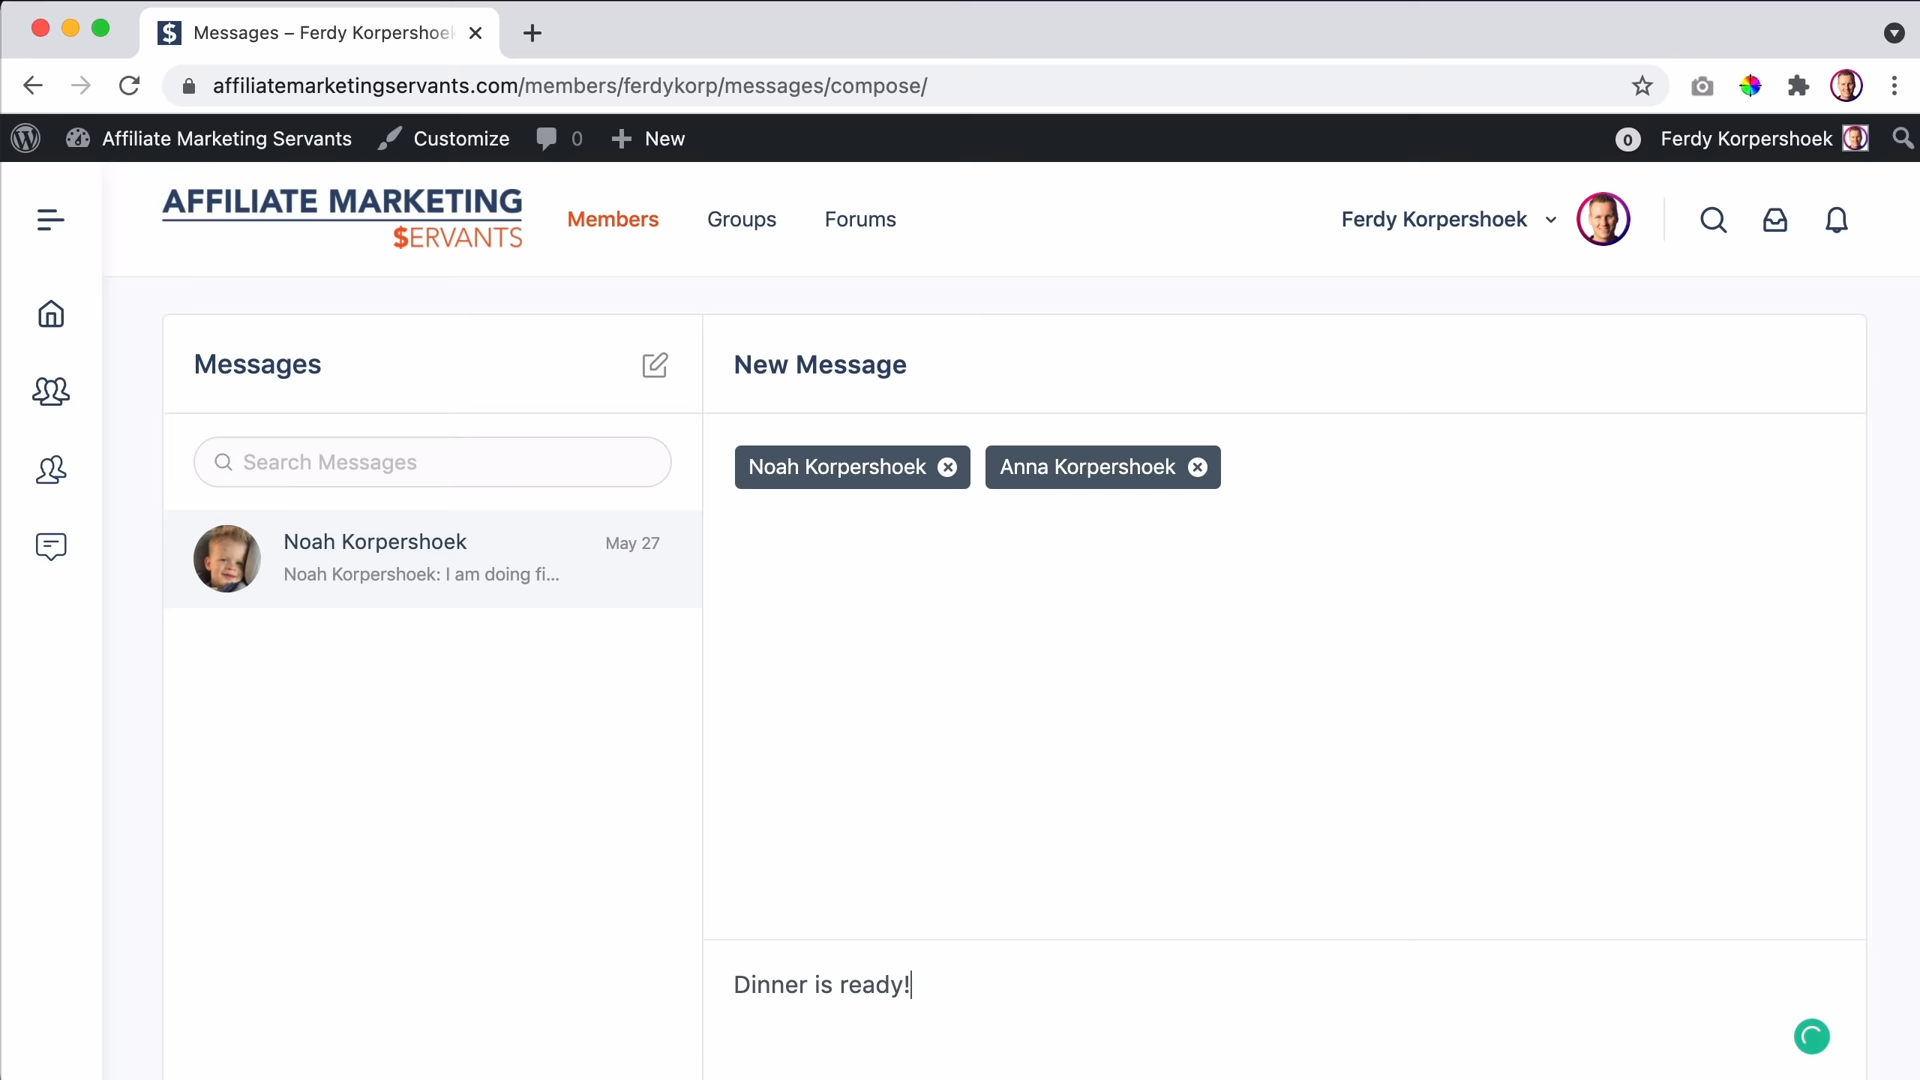 Messages – Ferdy Korpershoek
affiliatemarketingservants.com/members/ferdykorp/messages/compose/
Affiliate Marketing Servants Customize 0 New 0 Ferdy Korpershoek
AFFILIATE MARKETING
$ERVANTS
Members Groups Forums Ferdy Korpershoek
Messages
New Message
Search Messages
Noah Korpershoek Anna Korpershoek
Noah Korpershoek May 27
Noah Korpershoek: I am doing fi...
Dinner is ready!